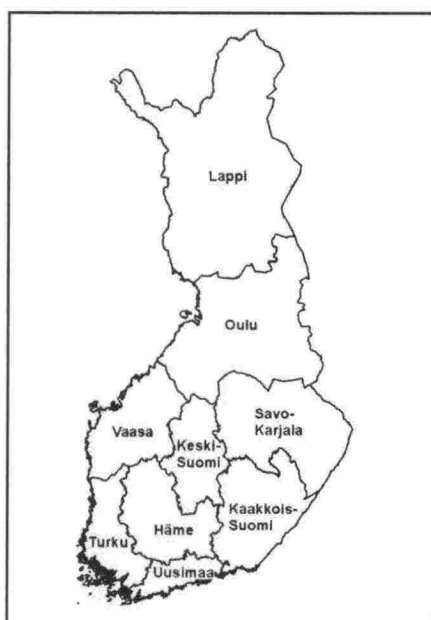 Lappi
Oulu
Savo-
Karjala
Vaasa
Keski-
Suomi
Kaakkois-
Suomi
Häme
Turku
Uusimaa